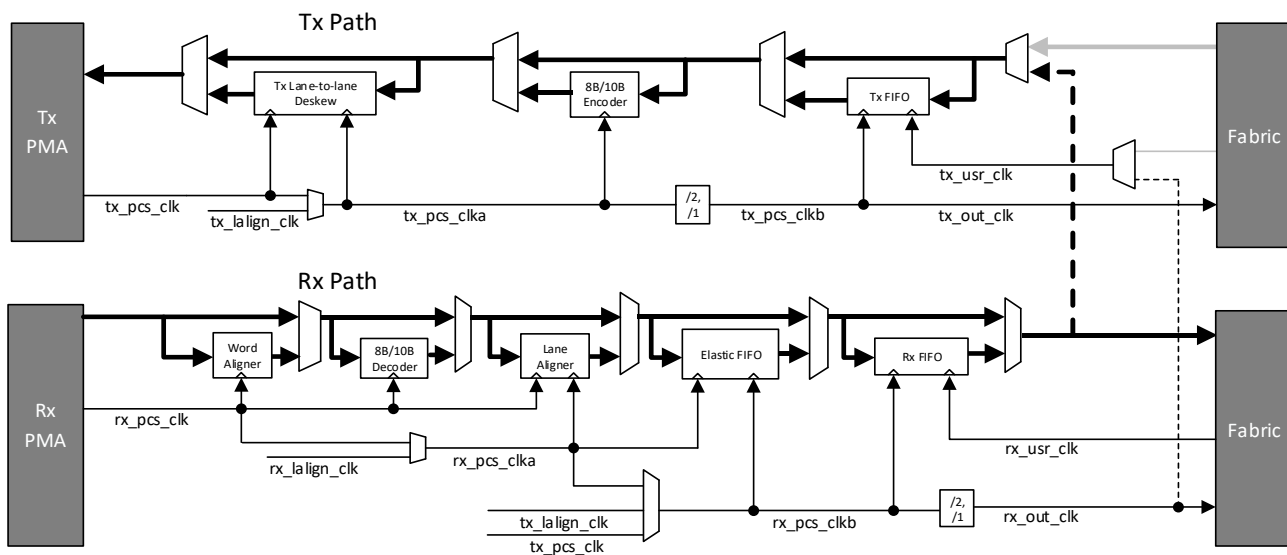 Tx Path
Tx
PMA
Tx Lane-to-lane
Deskew
8B/10B
Encoder
Tx FIFO
Fabric
tx_usr_clk
tx_pcs_clk
tx_lalign_clk
tx_pcs_clka
/2,
/1
tx_pcs_clkb
tx_out_clk
Rx Path
Rx
PMA
Word
Aligner
8B/10B
Decoder
Lane
Aligner
Elastic FIFO
Rx FIFO
Fabric
rx_pcs_clk
rx_usr_clk
rx_lalign_clk
rx_pcs_clka
tx_lalign_clk
tx_pcs_clk
rx_pcs_clkb
/2,
/1
rx_out_clk